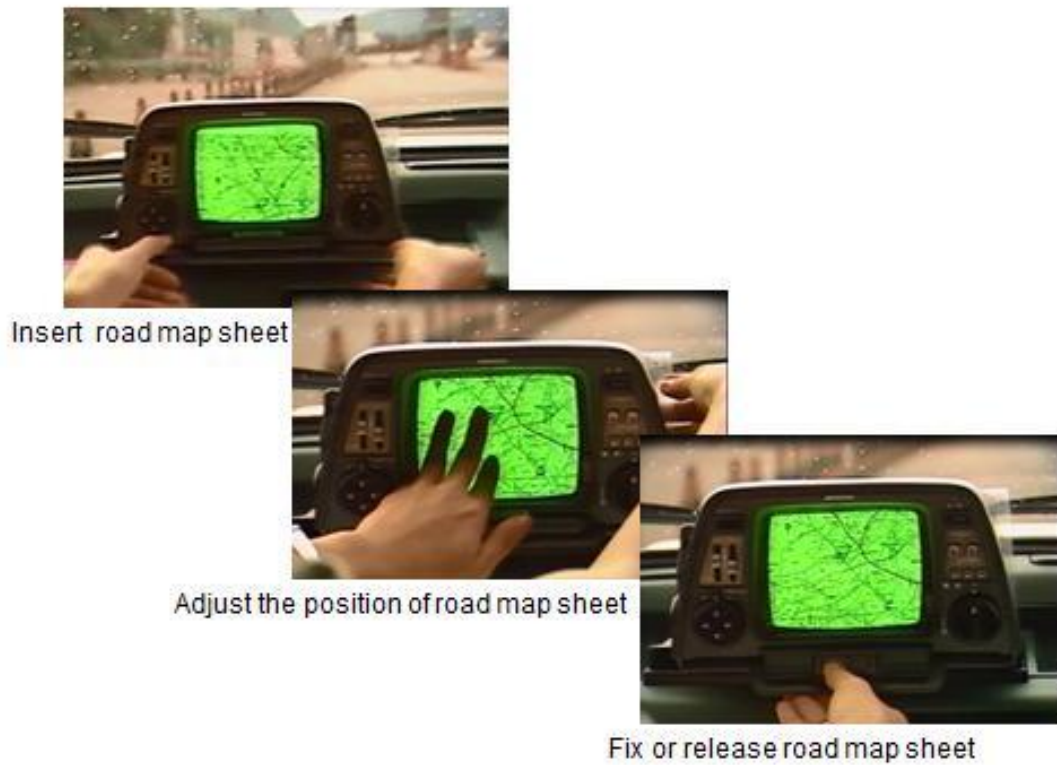 Insert road map sheet
Adjust the position of road map sheet
Fix or release road map sheet